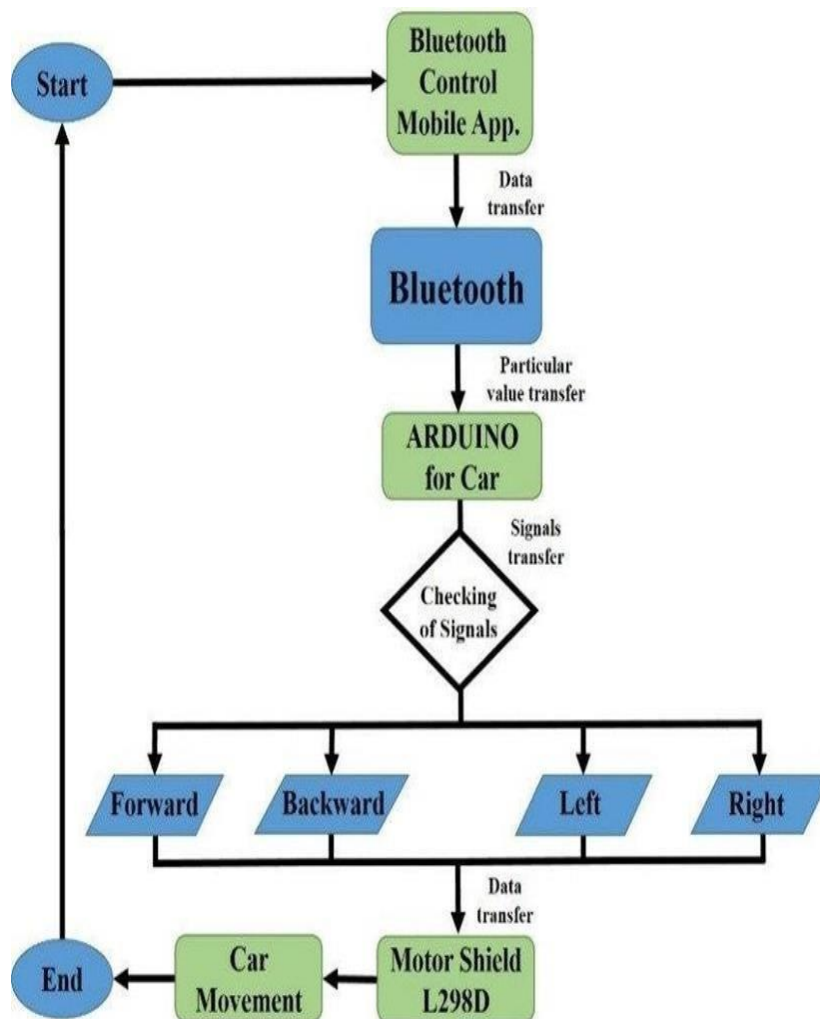 Start
Bluetooth
Control
Mobile App.
Data
transfer
Bluetooth
Particular
value transfer
ARDUINO
for Car
Signals
transfer
Checking
of Signals
Forward
Backward
Left
Right
Data
transfer
End
Car
Movement
Motor Shield
L298D